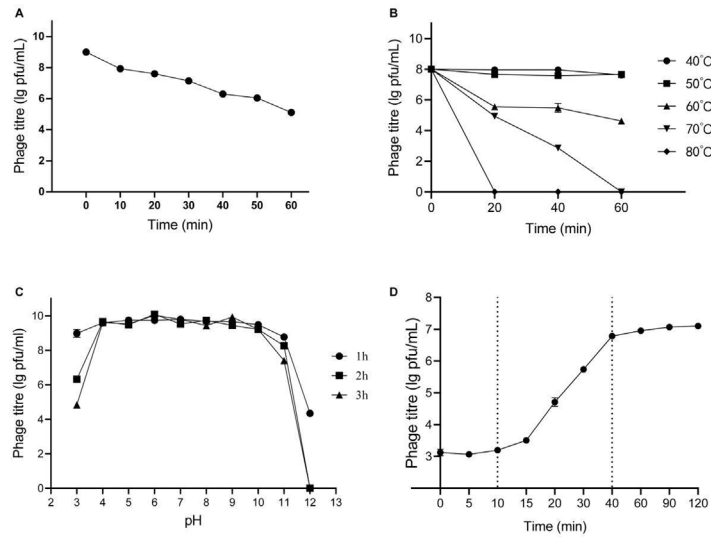 A
Phage titre (lg pfu/mL)
10
8
6
4
2
0
0 10 20 30 40 50 60
Time (min)
B
Phage titre (lg pfu/mL)
10
8
6
4
2
0
0 20 40 60
Time (min)
40°C
50°C
60°C
70°C
80°C
C
Phage titre (lg pfu/ml)
10
8
6
4
2
0
2 3 4 5 6 7 8 9 10 11 12 13
pH
1h
2h
3h
D
Phage titre (lg pfu/mL)
8
7
6
5
4
3
0 5 10 15 20 30 40 60 90 120
Time (min)